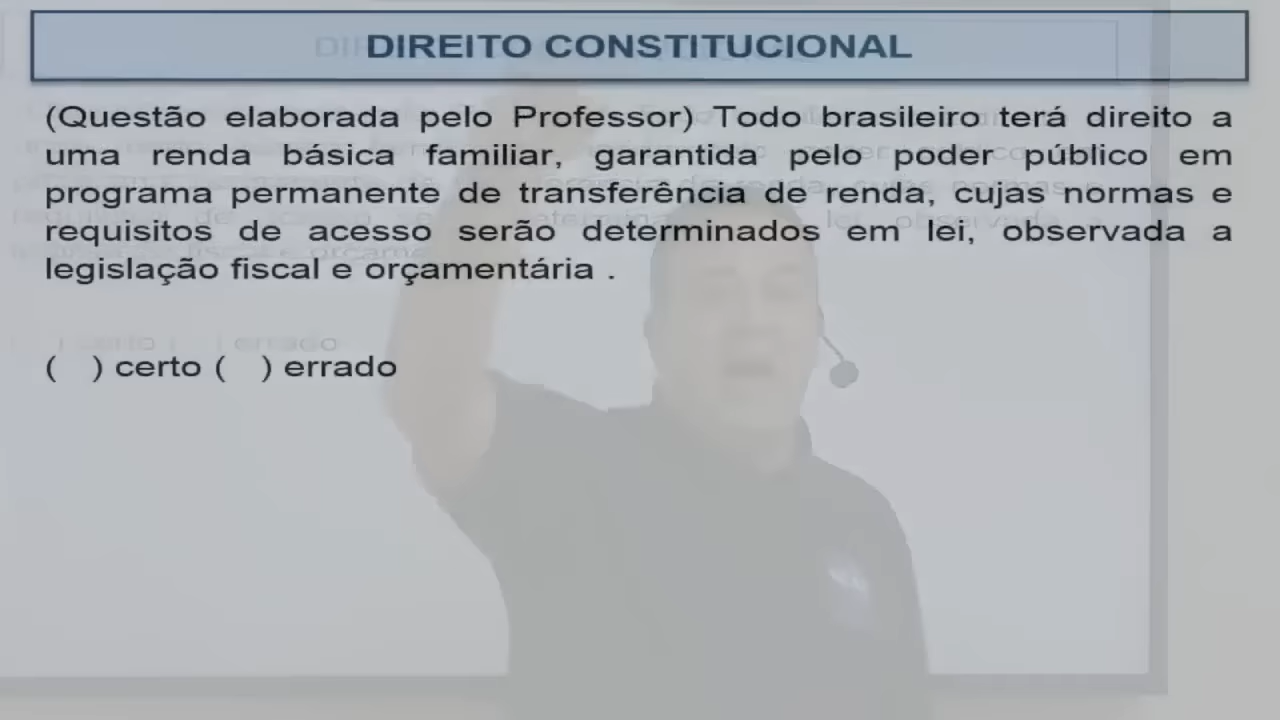 DIREITO CONSTITUCIONAL
(Questão elaborada pelo Professor) Todo brasileiro terá direito a
uma renda básica familiar, garantida pelo poder público em
programa permanente de transferência de renda, cujas normas e
requisitos de acesso serão determinados em lei, observada a
legislação fiscal e orçamentária .
( ) certo ( ) errado